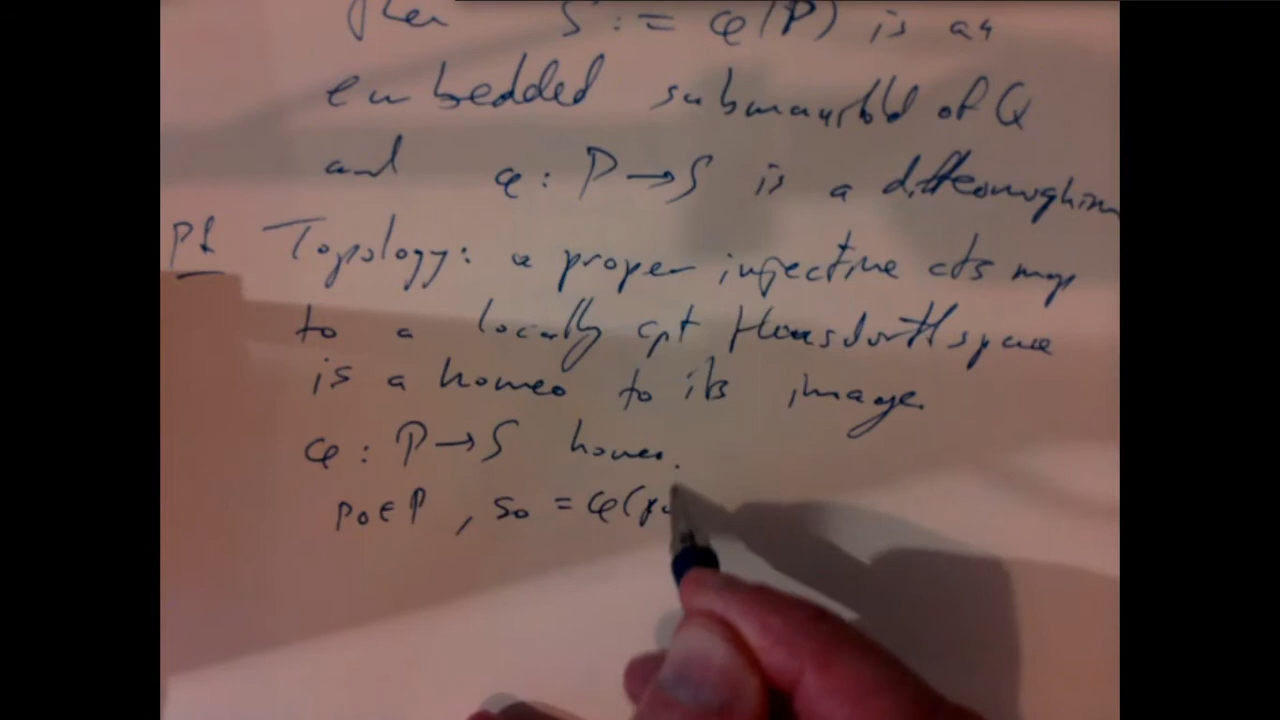 then S := φ(P) is an
embedded submanifold of Q
and φ : P → S is a diffeomorphism
Pf Topology: a proper injective cts map
to a locally cpt Hausdorff space
is a homeo to its image.
φ : P → S homeo.
p₀ ∈ P , s₀ = φ(p₀